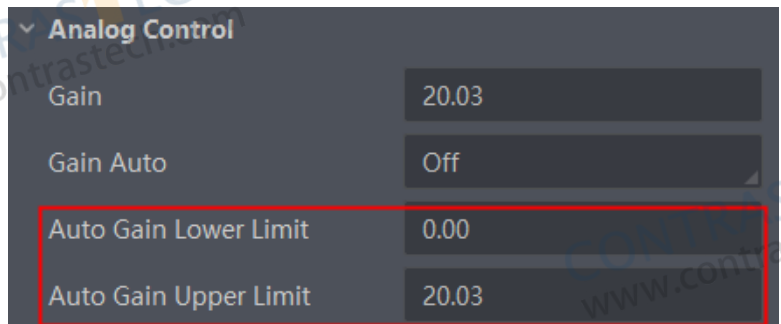 Analog Control
Gain 20.03
Gain Auto Off
Auto Gain Lower Limit 0.00
Auto Gain Upper Limit 20.03